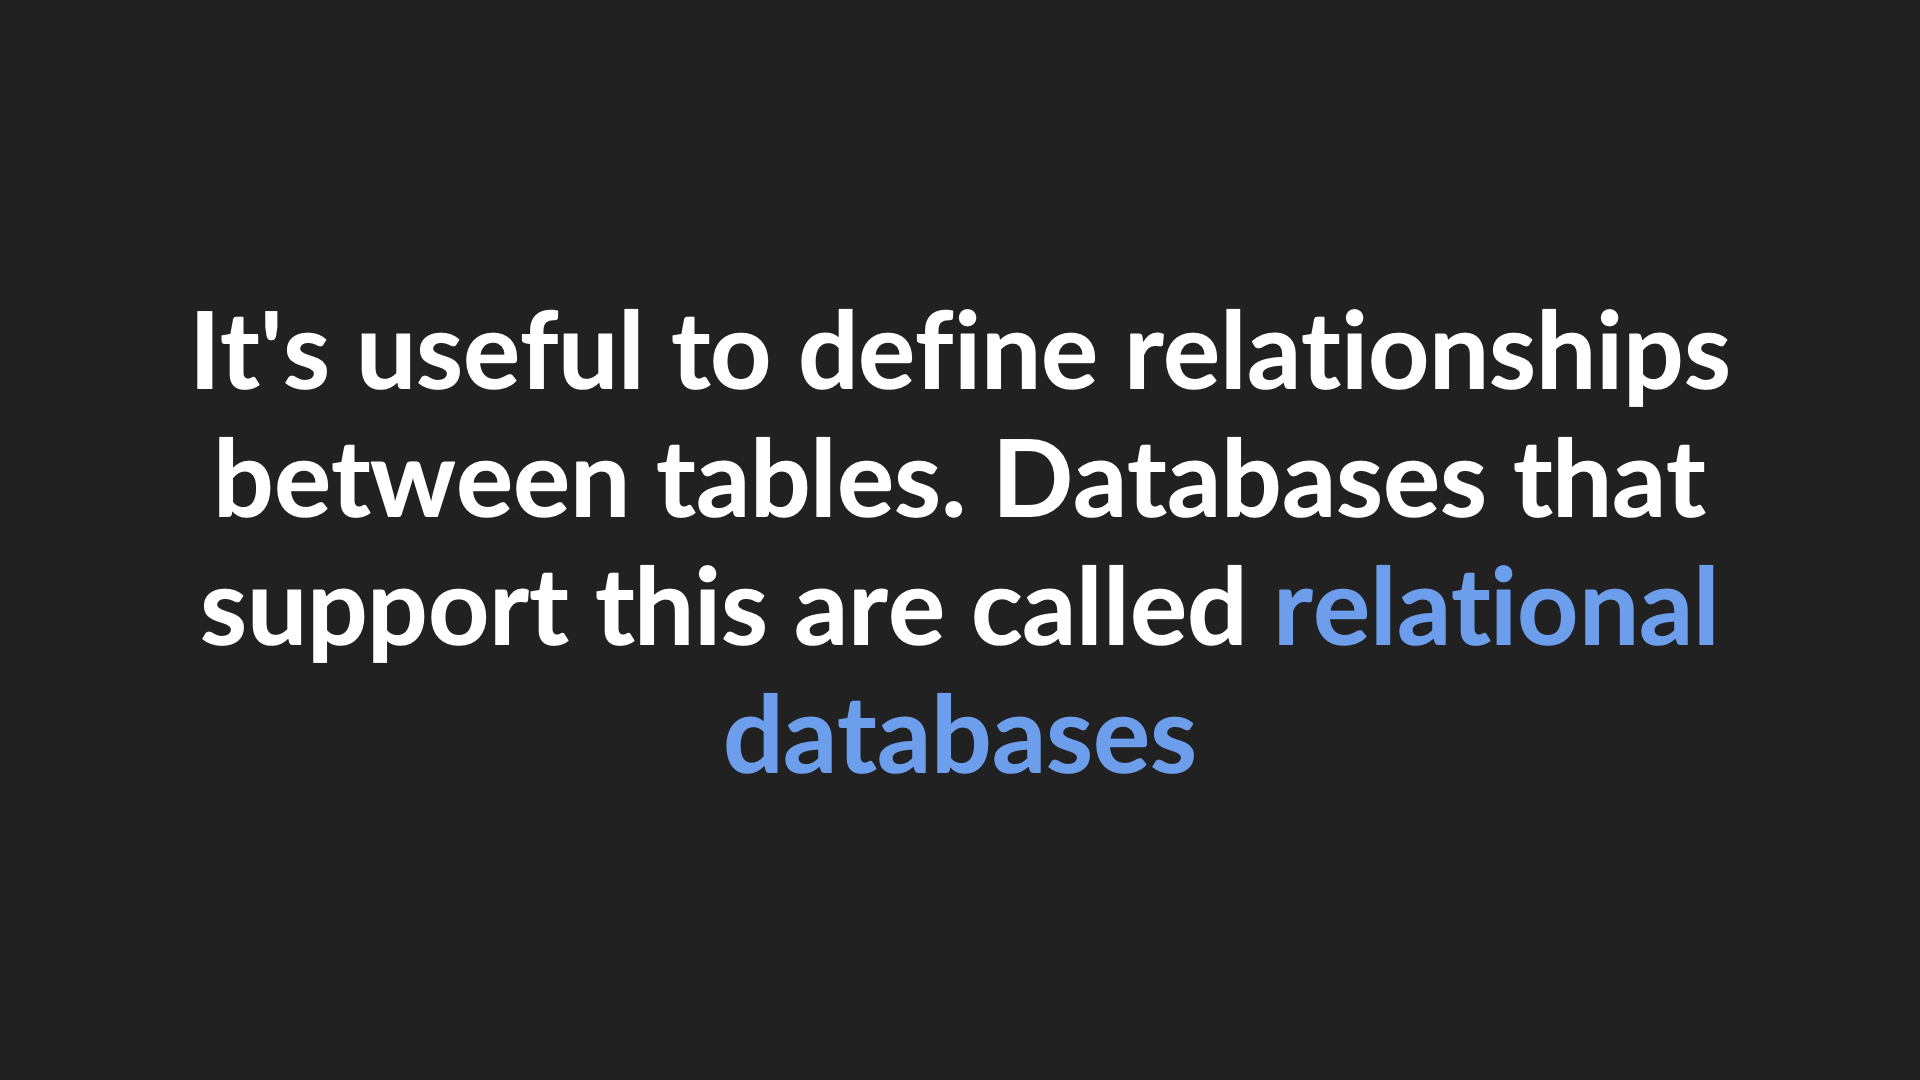 It's useful to define relationships
between tables. Databases that
support this are called relational
databases